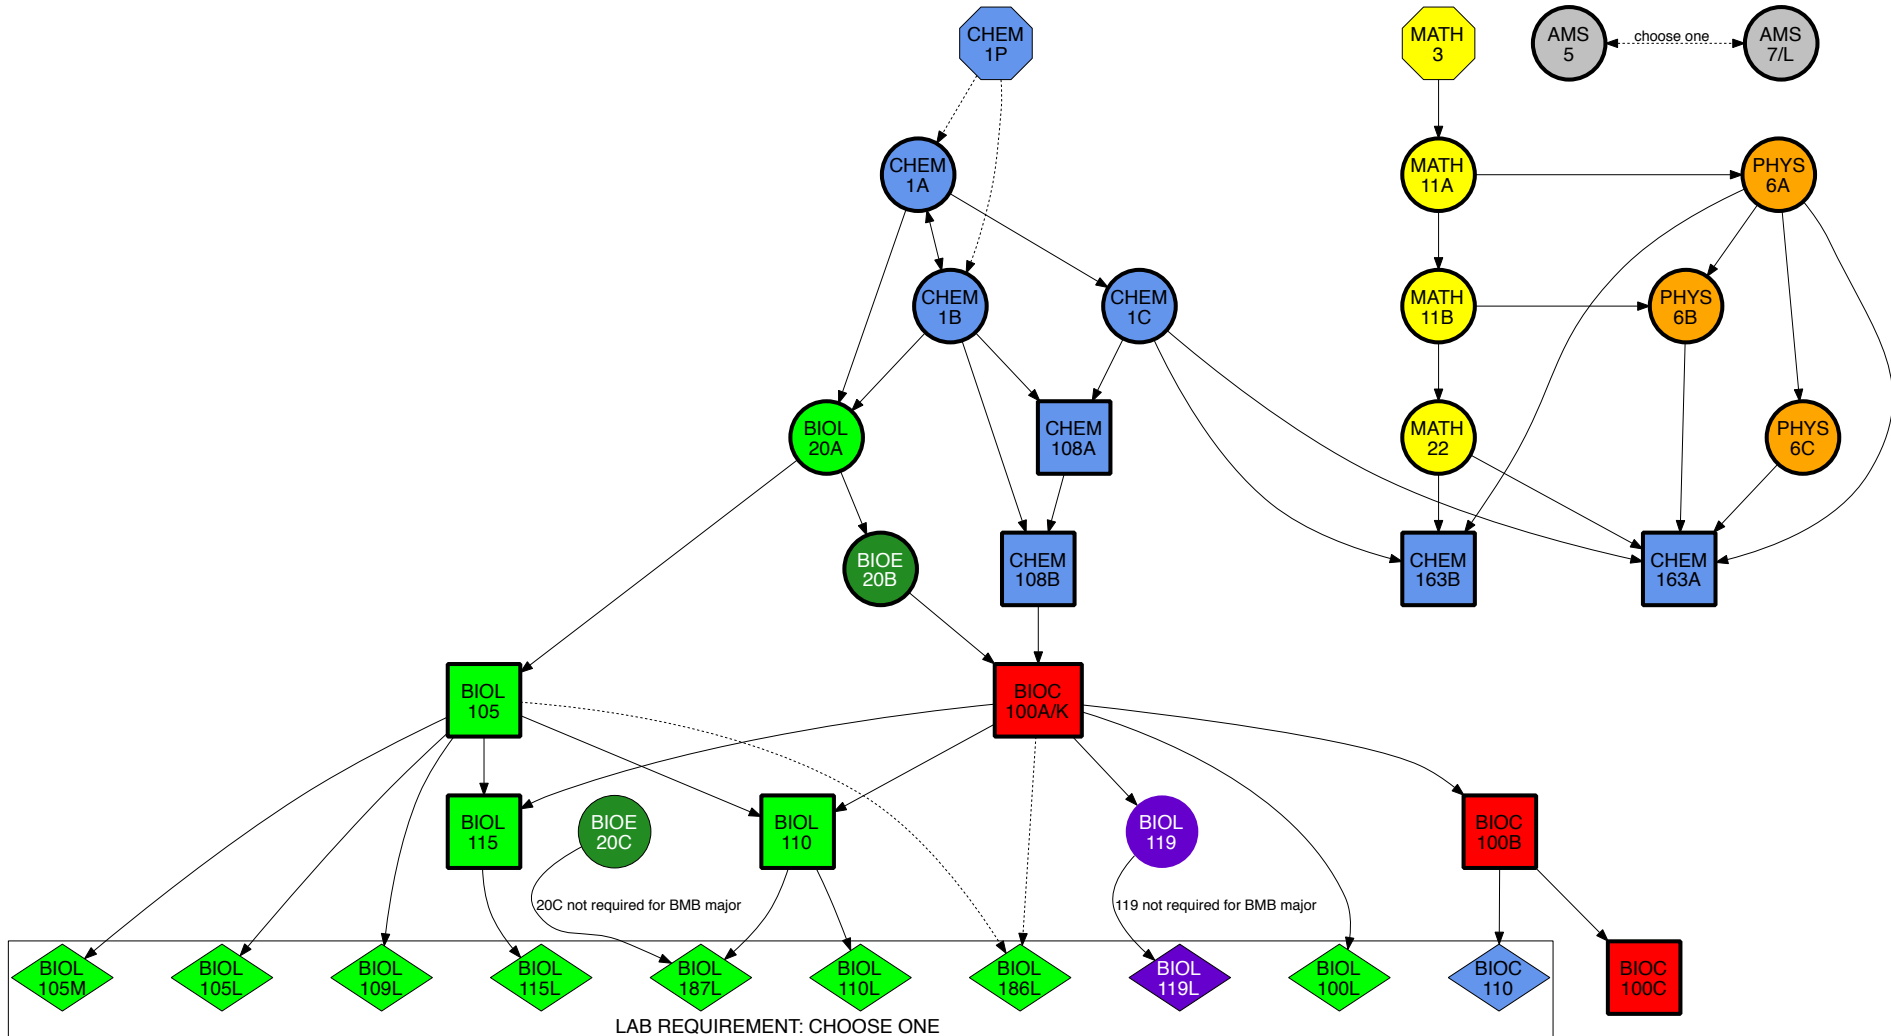 CHEM
1P
MATH
3
AMS
5
choose one
AMS
7/L
CHEM
1A
MATH
11A
PHYS
6A
CHEM
1B
CHEM
1C
MATH
11B
PHYS
6B
BIOL
20A
CHEM
108A
MATH
22
PHYS
6C
BIOE
20B
CHEM
108B
CHEM
163B
CHEM
163A
BIOL
105
BIOC
100A/K
BIOL
115
BIOE
20C
BIOL
110
BIOL
119
BIOC
100B
20C not required for BMB major
119 not required for BMB major
BIOL
105M
BIOL
105L
BIOL
109L
BIOL
115L
BIOL
187L
BIOL
110L
BIOL
186L
BIOL
119L
BIOL
100L
BIOC
110
BIOC
100C
LAB REQUIREMENT: CHOOSE ONE